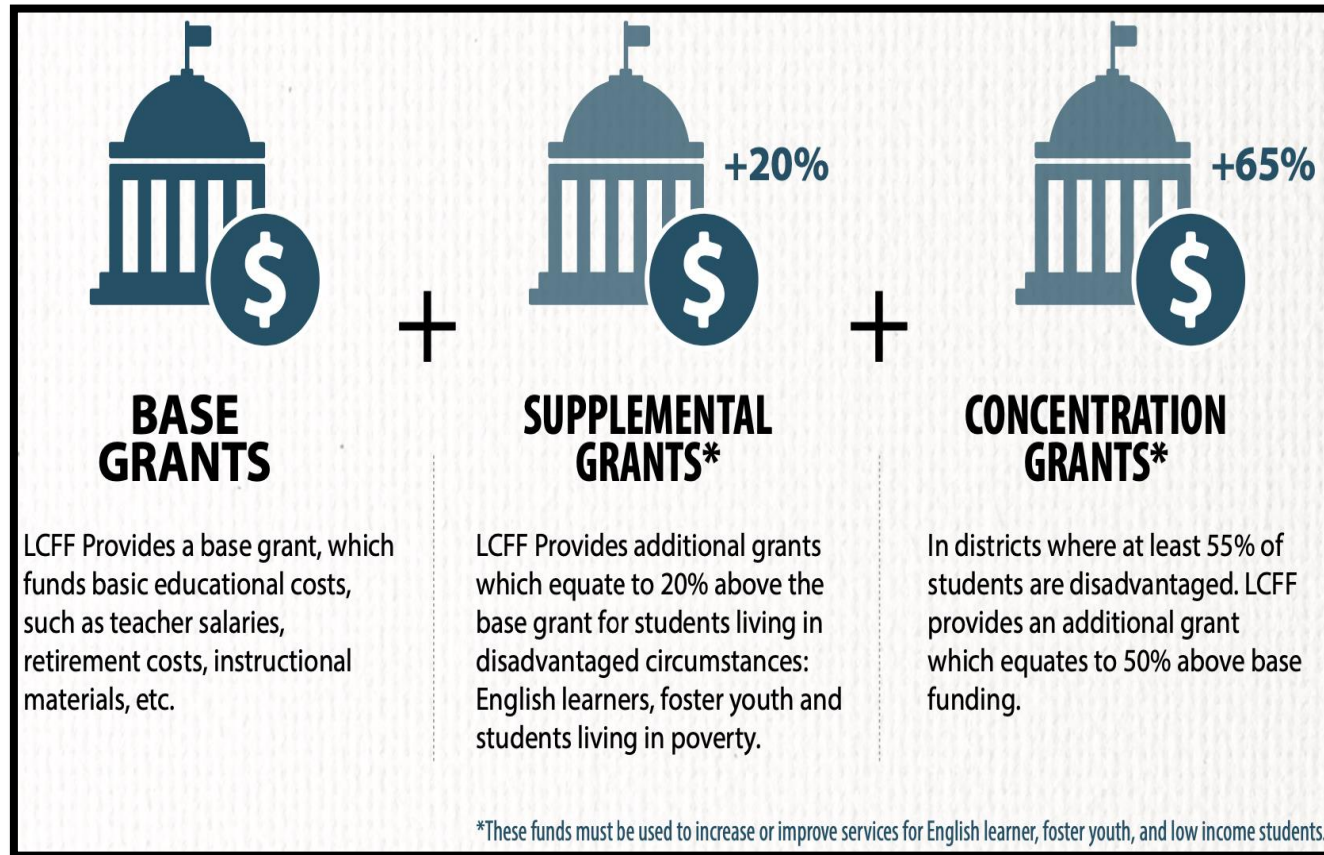 $
+
+20%
$
+
+65%
$
BASE
GRANTS
LCFF Provides a base grant, which
funds basic educational costs,
such as teacher salaries,
retirement costs, instructional
materials, etc.
SUPPLEMENTAL
GRANTS*
LCFF Provides additional grants
which equate to 20% above the
base grant for students living in
disadvantaged circumstances:
English learners, foster youth and
students living in poverty.
CONCENTRATION
GRANTS*
In districts where at least 55% of
students are disadvantaged. LCFF
provides an additional grant
which equates to 50% above base
funding.
*These funds must be used to increase or improve services for English learner, foster youth, and low income students.